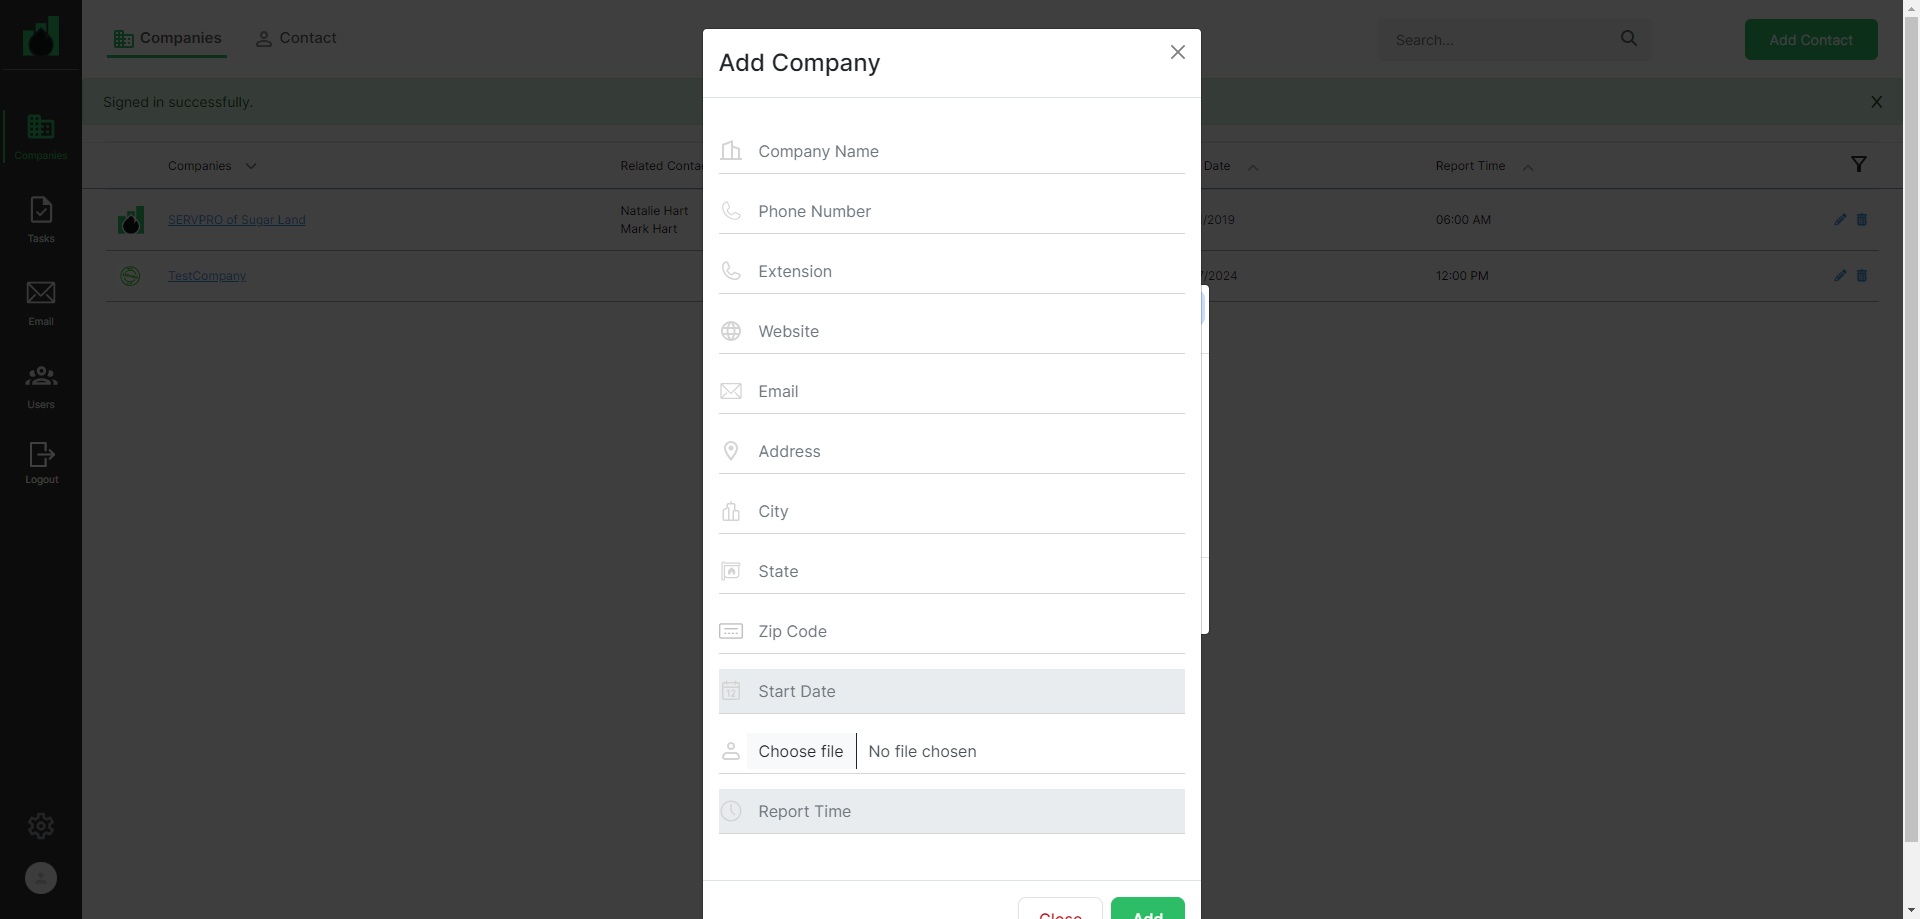 Companies
Contact
Search...
Add Contact
Signed in successfully.
Companies
Tasks
Email
Users
Logout
Companies
Related Conta
Date
Report Time
SERVPRO of Sugar Land
Natalie Hart
Mark Hart
/2019
06:00 AM
TestCompany
/2024
12:00 PM
Add Company
Company Name
Phone Number
Extension
Website
Email
Address
City
State
Zip Code
12
Start Date
Choose file
No file chosen
Report Time
Close
Add